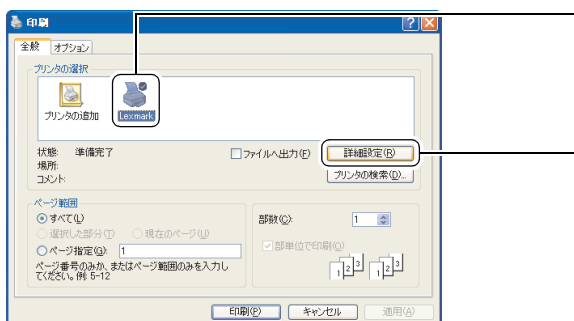 印刷
全般 オプション
プリンタの選択
プリンタの追加 Lexmark
状態: 準備完了
場所:
コメント:
ファイルへ出力(F) 詳細設定(R)
プリンタの検索(D)...
ページ範囲
すべて(L)
選択した部分(T) 現在のページ(U)
ページ指定(G): 1
ページ番号のみか、またはページ範囲のみを入力し
てください。例: 5-12
部数(C): 1
部単位で印刷(O)
1 2 3 1 2 3
印刷(P) キャンセル 適用(A)